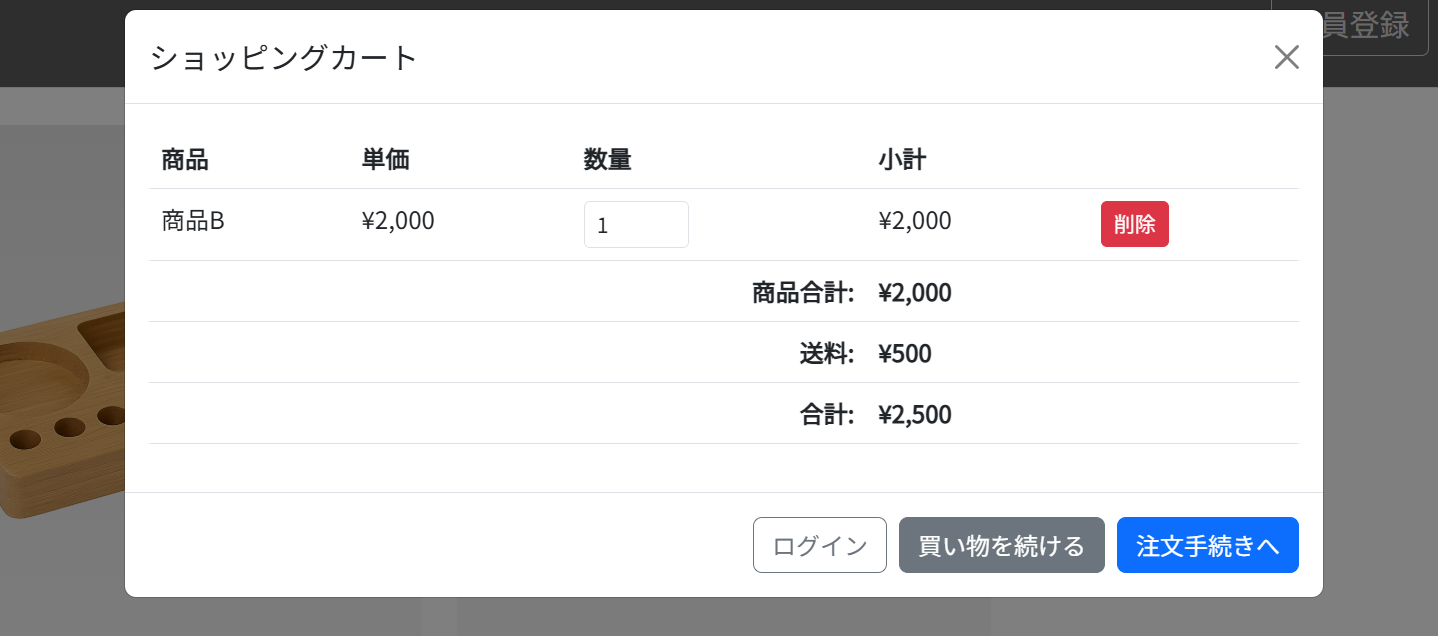 員登録
ショッピングカート
商品 単価 数量 小計
商品B ¥2,000 1 ¥2,000 削除
商品合計: ¥2,000
送料: ¥500
合計: ¥2,500
ログイン 買い物を続ける 注文手続きへ